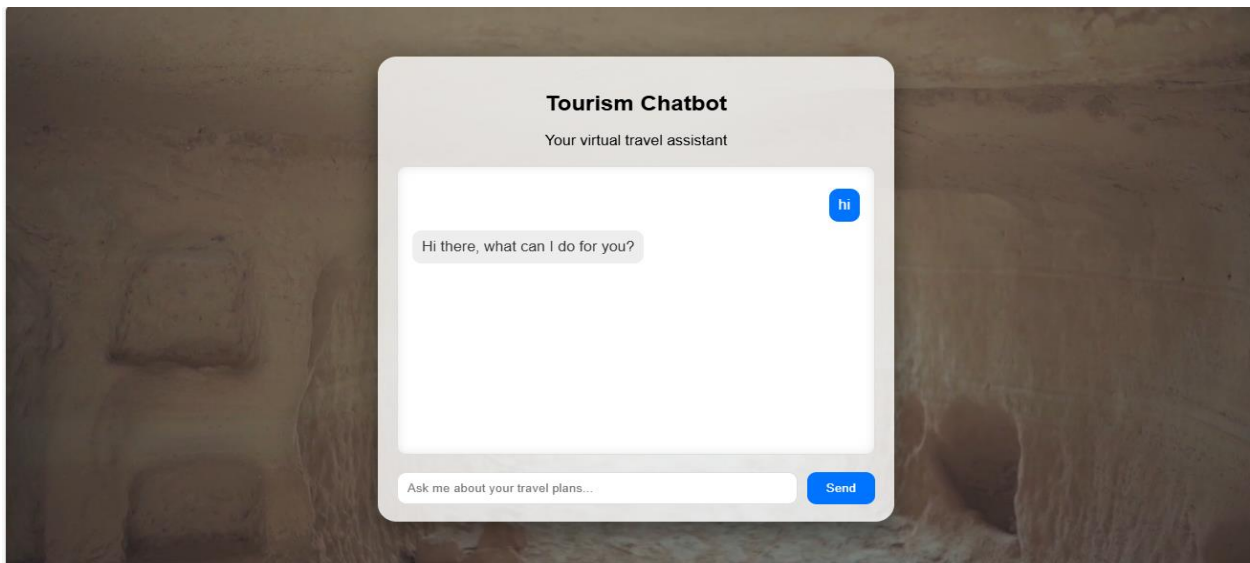 Tourism Chatbot
Your virtual travel assistant
hi
Hi there, what can I do for you?
Ask me about your travel plans...
Send